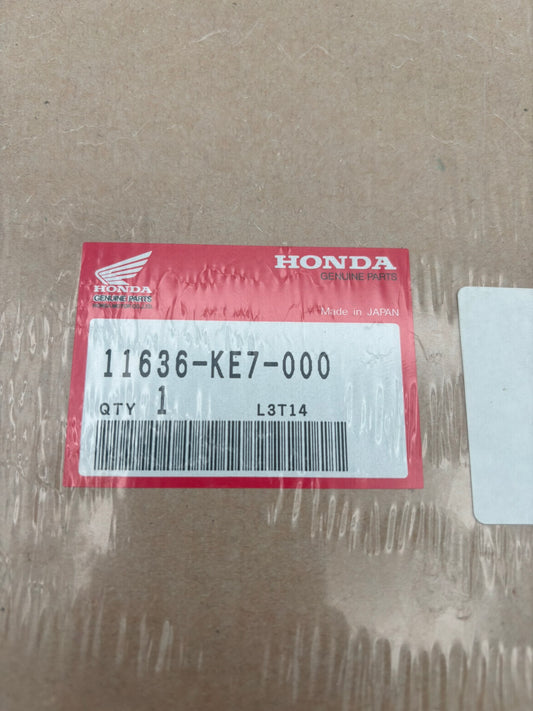 HONDA
GENUINE PARTS
HONDA
GENUINE PARTS
Made in JAPAN
11636-KE7-000
QTY 1 L3T14